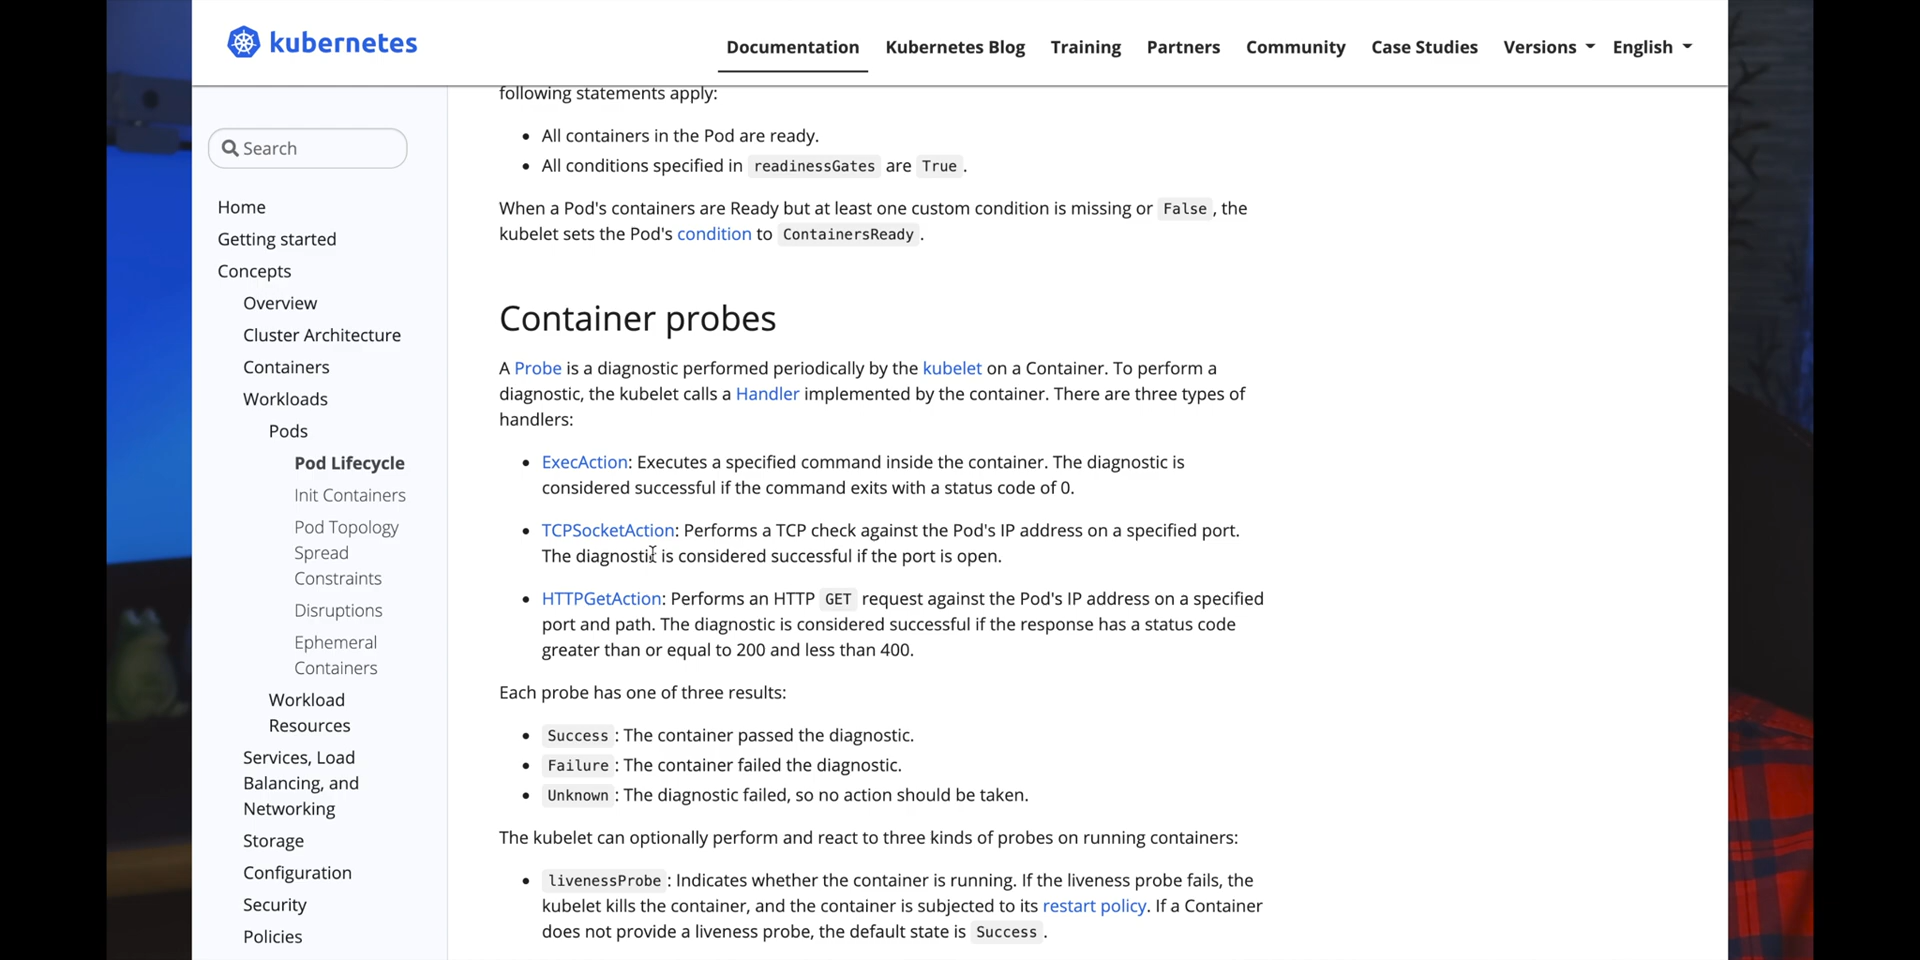 kubernetes
Documentation Kubernetes Blog Training Partners Community Case Studies Versions English
Search
Home
Getting started
Concepts
Overview
Cluster Architecture
Containers
Workloads
Pods
Pod Lifecycle
Init Containers
Pod Topology
Spread
Constraints
Disruptions
Ephemeral
Containers
Workload
Resources
Services, Load
Balancing, and
Networking
Storage
Configuration
Security
Policies
following statements apply:
• All containers in the Pod are ready.
• All conditions specified in readinessGates are True.
When a Pod's containers are Ready but at least one custom condition is missing or False, the
kubelet sets the Pod's condition to ContainersReady.
Container probes
A Probe is a diagnostic performed periodically by the kubelet on a Container. To perform a
diagnostic, the kubelet calls a Handler implemented by the container. There are three types of
handlers:
• ExecAction: Executes a specified command inside the container. The diagnostic is
considered successful if the command exits with a status code of 0.
• TCPSocketAction: Performs a TCP check against the Pod's IP address on a specified port.
The diagnostic is considered successful if the port is open.
• HTTPGetAction: Performs an HTTP GET request against the Pod's IP address on a specified
port and path. The diagnostic is considered successful if the response has a status code
greater than or equal to 200 and less than 400.
Each probe has one of three results:
• Success: The container passed the diagnostic.
• Failure: The container failed the diagnostic.
• Unknown: The diagnostic failed, so no action should be taken.
The kubelet can optionally perform and react to three kinds of probes on running containers:
• livenessProbe: Indicates whether the container is running. If the liveness probe fails, the
kubelet kills the container, and the container is subjected to its restart policy. If a Container
does not provide a liveness probe, the default state is Success.